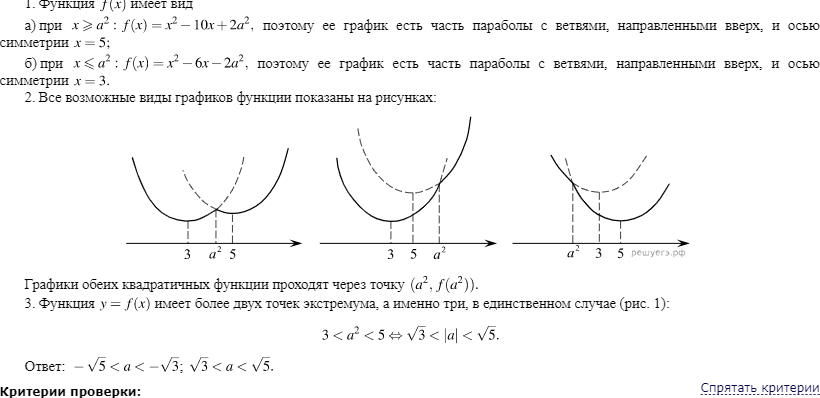 1. Функция f(x) имеет вид
а) при x ⩾ a² : f(x) = x² − 10x + 2a², поэтому ее график есть часть параболы с ветвями, направленными вверх, и осью
симметрии x = 5;
б) при x ⩽ a² : f(x) = x² − 6x − 2a², поэтому ее график есть часть параболы с ветвями, направленными вверх, и осью
симметрии x = 3.
2. Все возможные виды графиков функции показаны на рисунках:
3 a² 5
3 5 a²
a² 3 5 решуегэ.рф
Графики обеих квадратичных функции проходят через точку (a², f(a²)).
3. Функция y = f(x) имеет более двух точек экстремума, а именно три, в единственном случае (рис. 1):
3 < a² < 5 ⇔ √3 < |a| < √5.
Ответ: −√5 < a < −√3; √3 < a < √5.
Критерии проверки:
Спрятать критерии